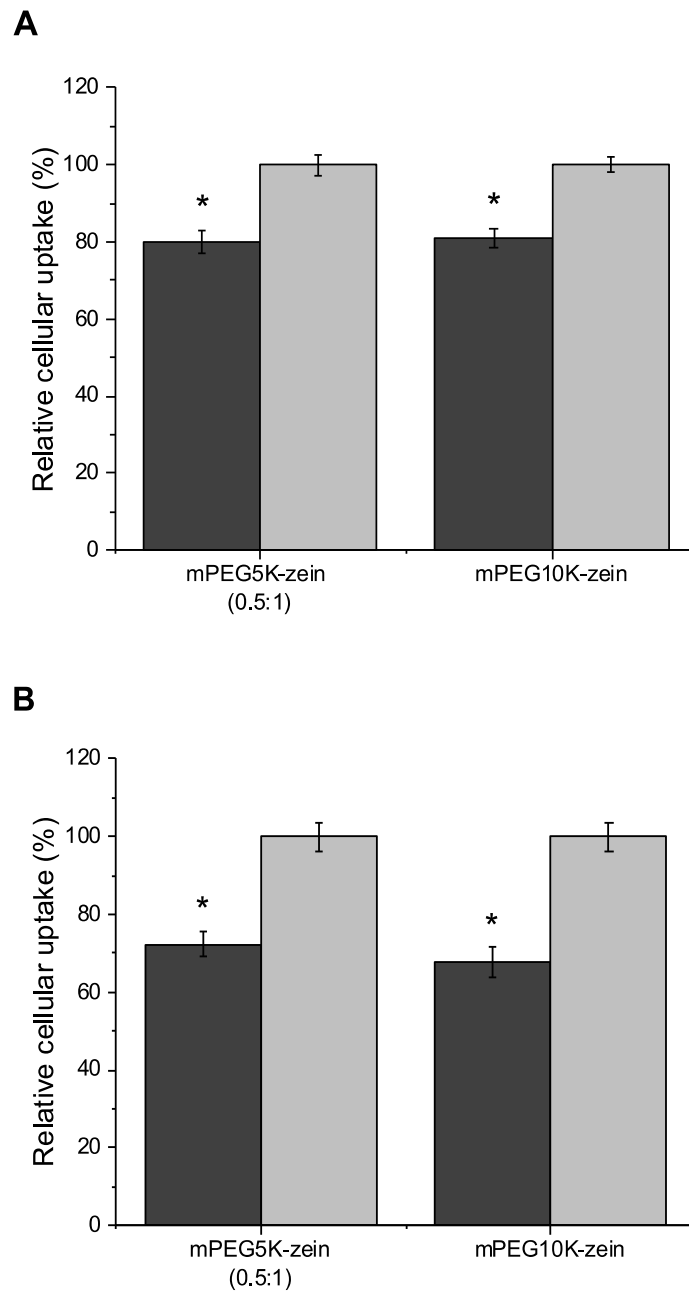 A
Relative cellular uptake (%)
120
100
80
60
40
20
0
*
*
mPEG5K-zein
(0.5:1)
mPEG10K-zein
B
Relative cellular uptake (%)
120
100
80
60
40
20
0
*
*
mPEG5K-zein
(0.5:1)
mPEG10K-zein